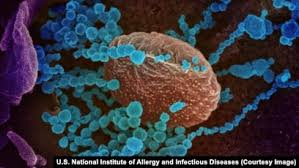 U.S. National Institute of Allergy and Infectious Diseases (Courtesy Image)